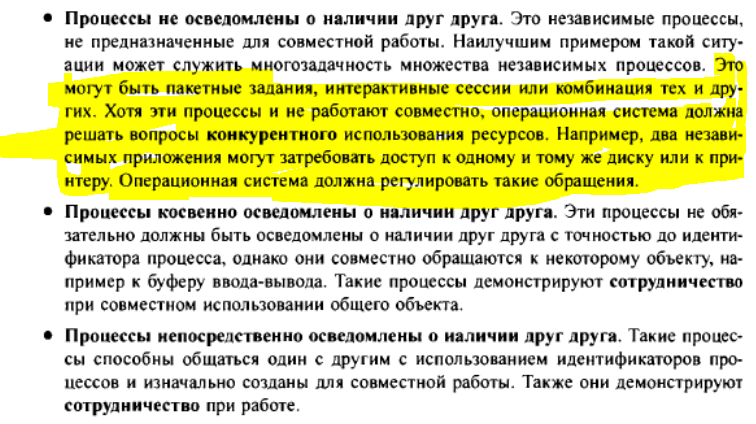 • Процессы не осведомлены о наличии друг друга. Это независимые процессы,
не предназначенные для совместной работы. Наилучшим примером такой ситу-
ации может служить многозадачность множества независимых процессов. Это
могут быть пакетные задания, интерактивные сессии или комбинация тех и дру-
гих. Хотя эти процессы и не работают совместно, операционная система должна
решать вопросы конкурентного использования ресурсов. Например, два незави-
симых приложения могут затребовать доступ к одному и тому же диску или к при-
нтеру. Операционная система должна регулировать такие обращения.
• Процессы косвенно осведомлены о наличии друг друга. Эти процессы не обя-
зательно должны быть осведомлены о наличии друг друга с точностью до иденти-
фикатора процесса, однако они совместно обращаются к некоторому объекту, на-
пример к буферу ввода-вывода. Такие процессы демонстрируют сотрудничество
при совместном использовании общего объекта.
• Процессы непосредственно осведомлены о наличии друг друга. Такие процес-
сы способны общаться один с другим с использованием идентификаторов про-
цессов и изначально созданы для совместной работы. Также они демонстрируют
сотрудничество при работе.